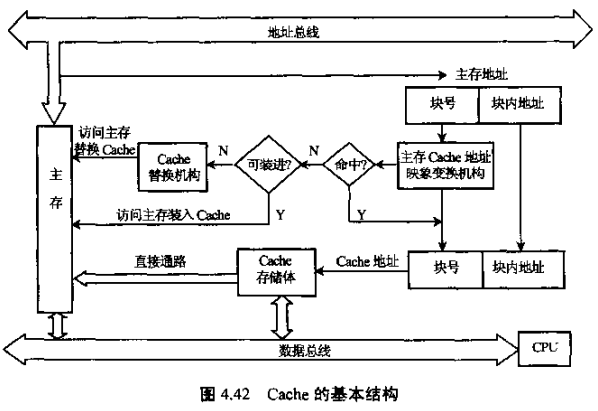 地址总线
主存地址
块号 块内地址
访问主存
替换 Cache
N
N
主
存
Cache
替换机构
可装进?
命中?
主存 Cache 地址
映象变换机构
访问主存装入 Cache
Y
Y
直接通路
Cache
存储体
Cache 地址
块号 块内地址
数据总线
CPU
图 4.42 Cache 的基本结构